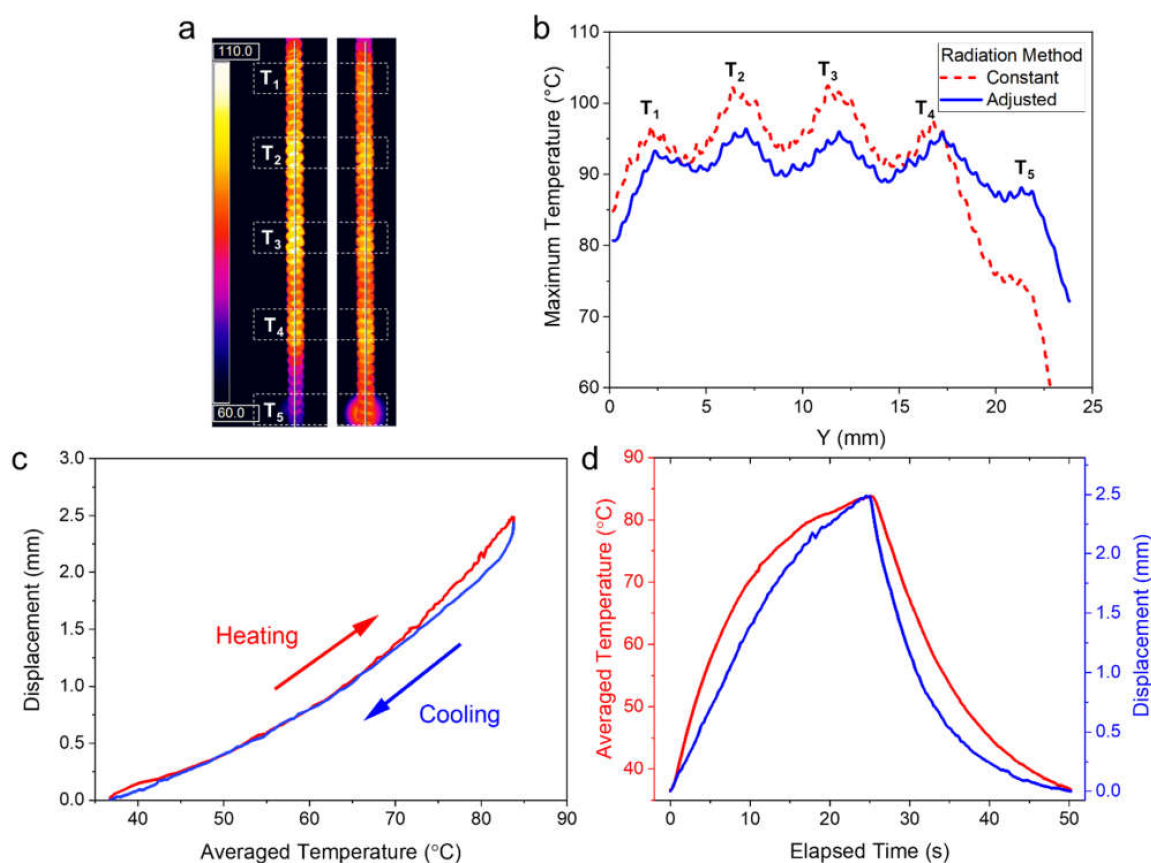 a
110.0
T1
T2
T3
T4
T5
60.0
b
110
100
90
80
70
60
Maximum Temperature (°C)
Radiation Method
Constant
Adjusted
T1
T2
T3
T4
T5
0
5
10
15
20
25
Y (mm)
c
3.0
2.5
2.0
1.5
1.0
0.5
0.0
Displacement (mm)
Heating
Cooling
40
50
60
70
80
90
Averaged Temperature (°C)
d
90
80
70
60
50
40
Averaged Temperature (°C)
2.5
2.0
1.5
1.0
0.5
0.0
Displacement (mm)
0
10
20
30
40
50
Elapsed Time (s)